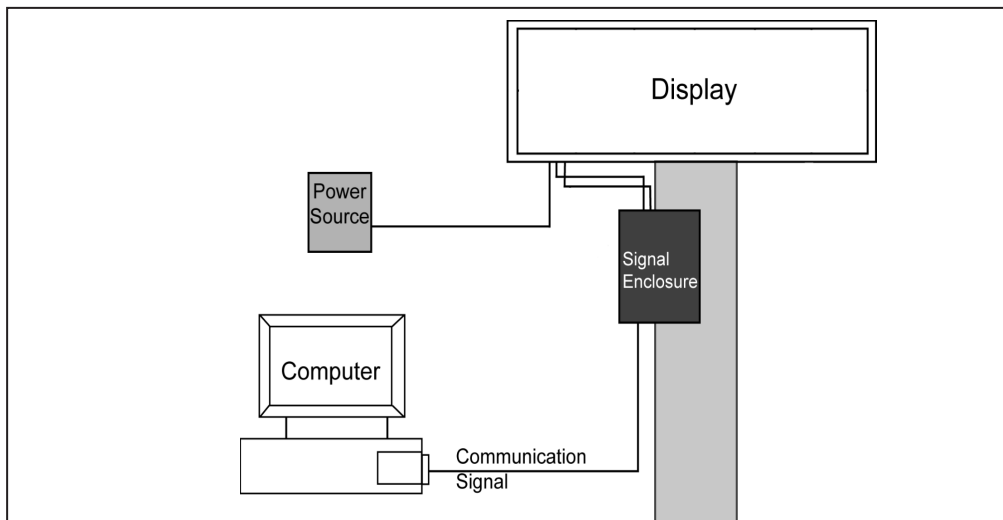 Display
Power
Source
Signal
Enclosure
Computer
Communication
Signal